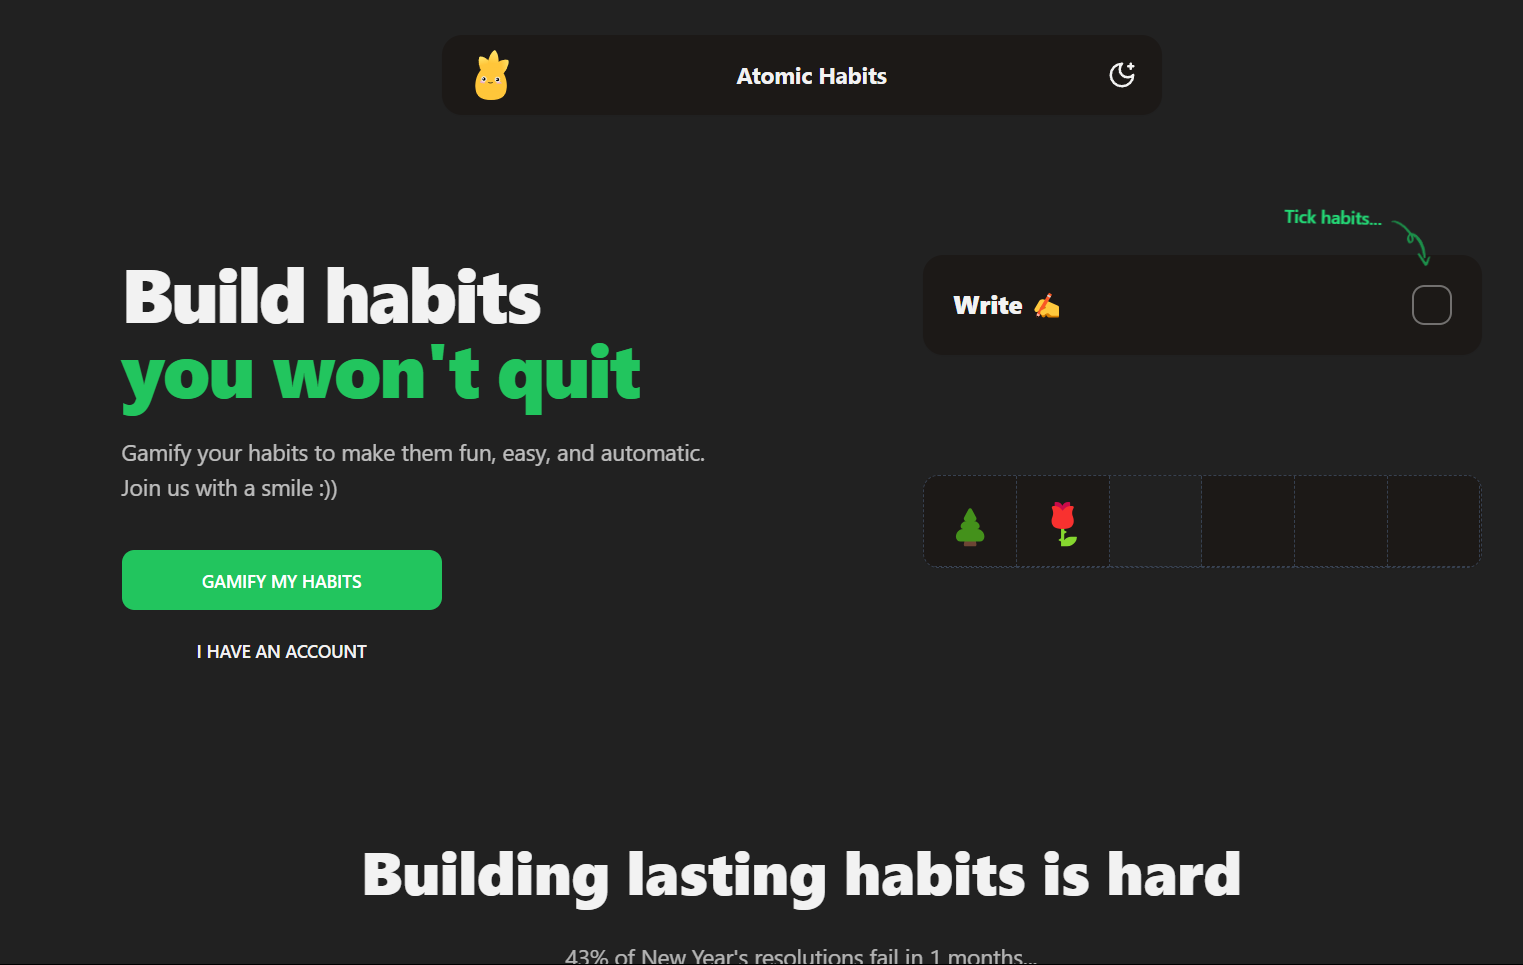 Atomic Habits
Tick habits...
Build habits
you won't quit
Gamify your habits to make them fun, easy, and automatic.
Join us with a smile :))
GAMIFY MY HABITS
I HAVE AN ACCOUNT
Write ✍️
Building lasting habits is hard
43% of New Year's resolutions fail in 1 months...